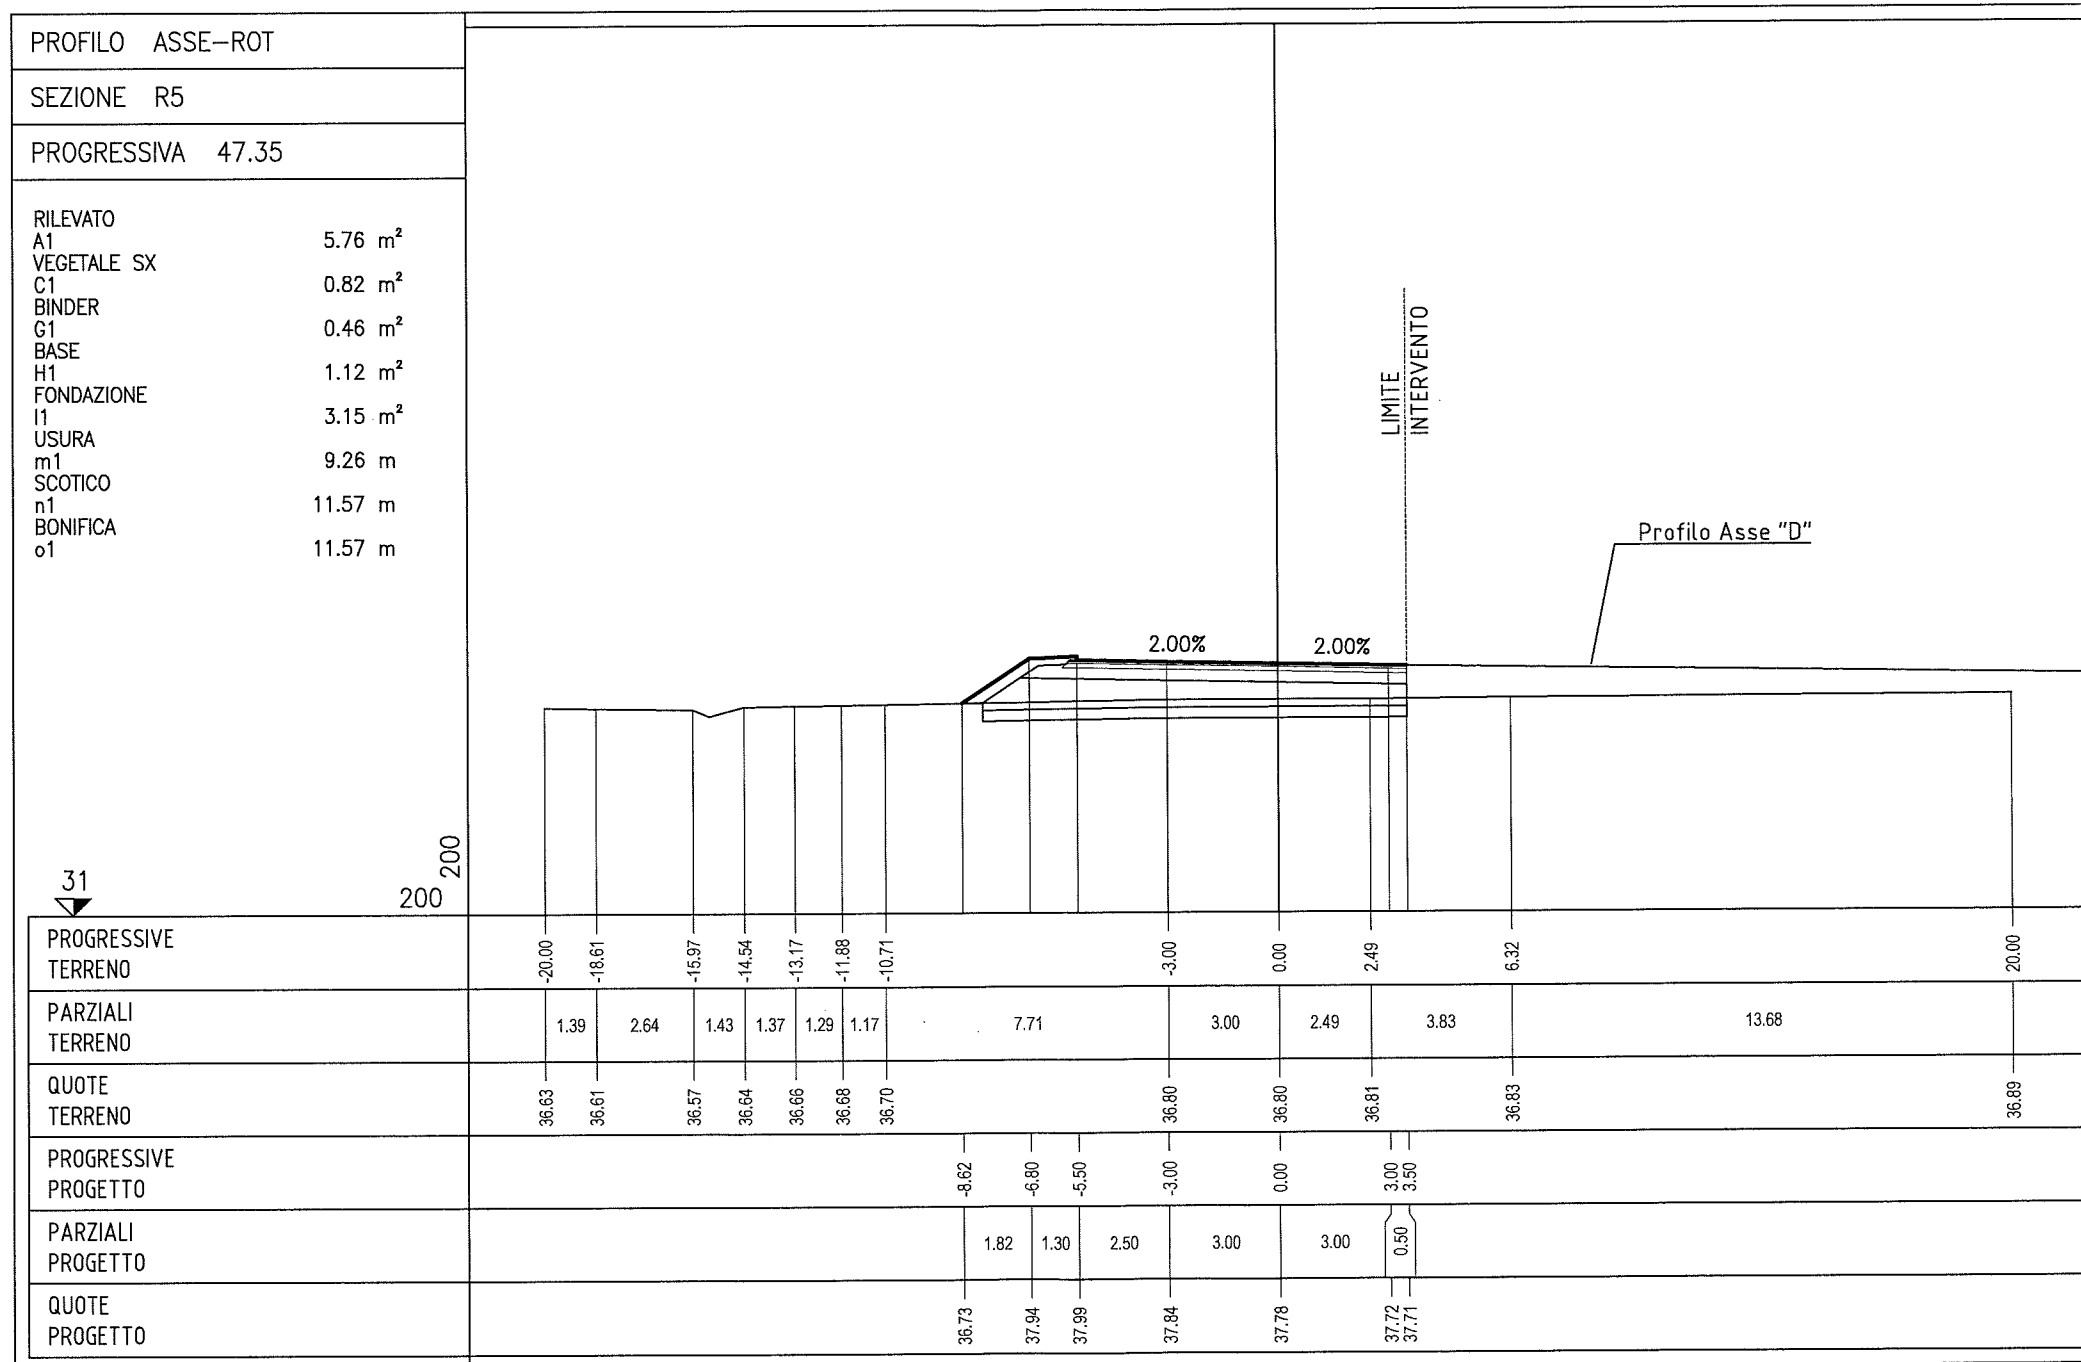 PROFILO ASSE-ROT
SEZIONE R5
PROGRESSIVA 47.35
RILEVATO
A1 5.76 m²
VEGETALE SX
C1 0.82 m²
BINDER
G1 0.46 m²
BASE
H1 1.12 m²
FONDAZIONE
I1 3.15 m²
USURA
m1 9.26 m
SCOTICO
n1 11.57 m
BONIFICA
o1 11.57 m
LIMITE
INTERVENTO
Profilo Asse "D"
2.00% 2.00%
31
200
200
PROGRESSIVE
TERRENO
-20.00 -18.61 -15.97 -14.54 -13.17 -11.88 -10.71 -3.00 0.00 2.49 6.32 20.00
PARZIALI
TERRENO
1.39 2.64 1.43 1.37 1.29 1.17 7.71 3.00 2.49 3.83 13.68
QUOTE
TERRENO
36.63 36.61 36.57 36.64 36.66 36.68 36.70 36.80 36.80 36.81 36.83 36.89
PROGRESSIVE
PROGETTO
-8.62 -6.80 -5.50 -3.00 0.00 3.00 3.50
PARZIALI
PROGETTO
1.82 1.30 2.50 3.00 3.00 0.50
QUOTE
PROGETTO
36.73 37.94 37.99 37.84 37.78 37.72 37.71